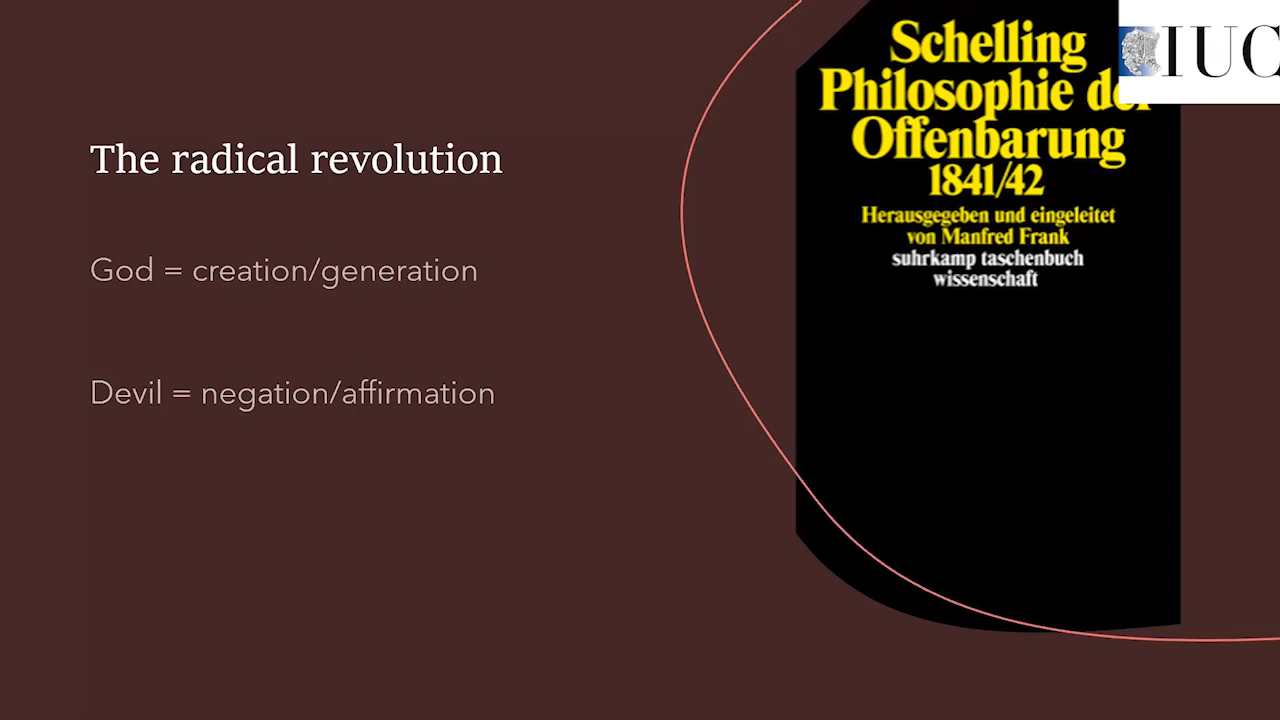 The radical revolution
God = creation/generation
Devil = negation/affirmation
Schelling
Philosophie der
Offenbarung
1841/42
Herausgegeben und eingeleitet
von Manfred Frank
suhrkamp taschenbuch
wissenschaft
IUC